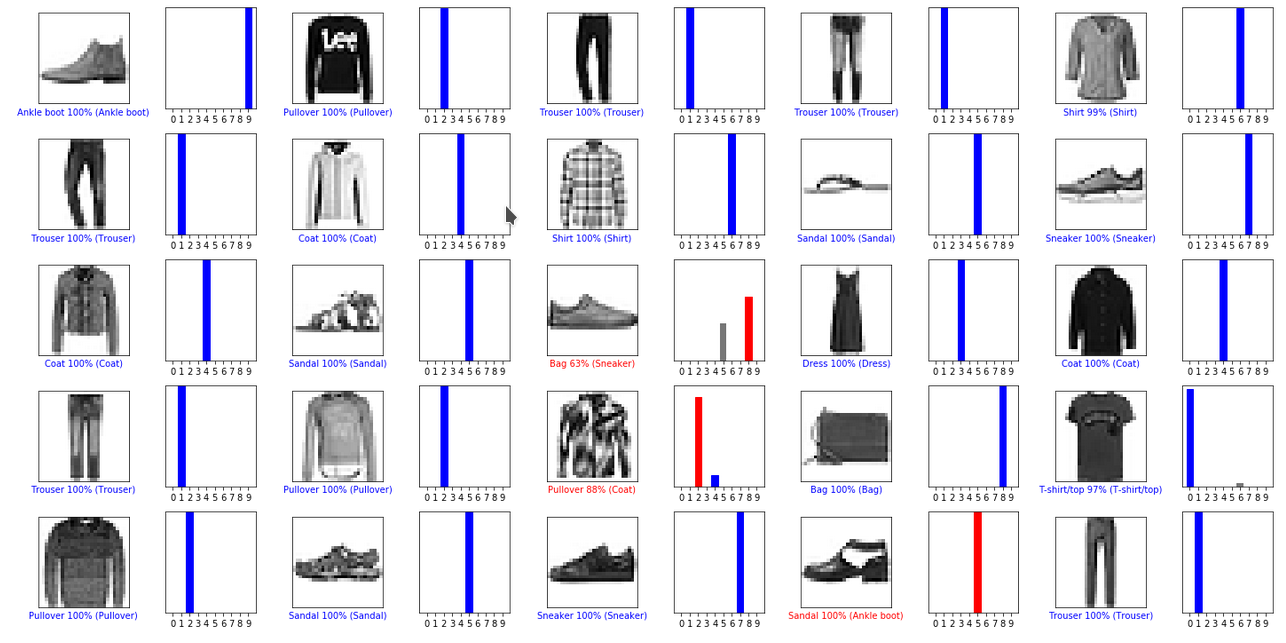 Lee
0 1 2 3 4 5 6 7 8 9 0 1 2 3 4 5 6 7 8 9 0 1 2 3 4 5 6 7 8 9 0 1 2 3 4 5 6 7 8 9 0 1 2 3 4 5 6 7 8 9
Ankle boot 100% (Ankle boot) Pullover 100% (Pullover) Trouser 100% (Trouser) Trouser 100% (Trouser) Shirt 99% (Shirt)
0 1 2 3 4 5 6 7 8 9 0 1 2 3 4 5 6 7 8 9 0 1 2 3 4 5 6 7 8 9 0 1 2 3 4 5 6 7 8 9 0 1 2 3 4 5 6 7 8 9
Trouser 100% (Trouser) Coat 100% (Coat) Shirt 100% (Shirt) Sandal 100% (Sandal) Sneaker 100% (Sneaker)
0 1 2 3 4 5 6 7 8 9 0 1 2 3 4 5 6 7 8 9 0 1 2 3 4 5 6 7 8 9 0 1 2 3 4 5 6 7 8 9 0 1 2 3 4 5 6 7 8 9
Coat 100% (Coat) Sandal 100% (Sandal) Bag 63% (Sneaker) Dress 100% (Dress) Coat 100% (Coat)
0 1 2 3 4 5 6 7 8 9 0 1 2 3 4 5 6 7 8 9 0 1 2 3 4 5 6 7 8 9 0 1 2 3 4 5 6 7 8 9 0 1 2 3 4 5 6 7 8 9
Trouser 100% (Trouser) Pullover 100% (Pullover) Pullover 88% (Coat) Bag 100% (Bag) T-shirt/top 97% (T-shirt/top)
0 1 2 3 4 5 6 7 8 9 0 1 2 3 4 5 6 7 8 9 0 1 2 3 4 5 6 7 8 9 0 1 2 3 4 5 6 7 8 9 0 1 2 3 4 5 6 7 8 9
Pullover 100% (Pullover) Sandal 100% (Sandal) Sneaker 100% (Sneaker) Sandal 100% (Ankle boot) Trouser 100% (Trouser)